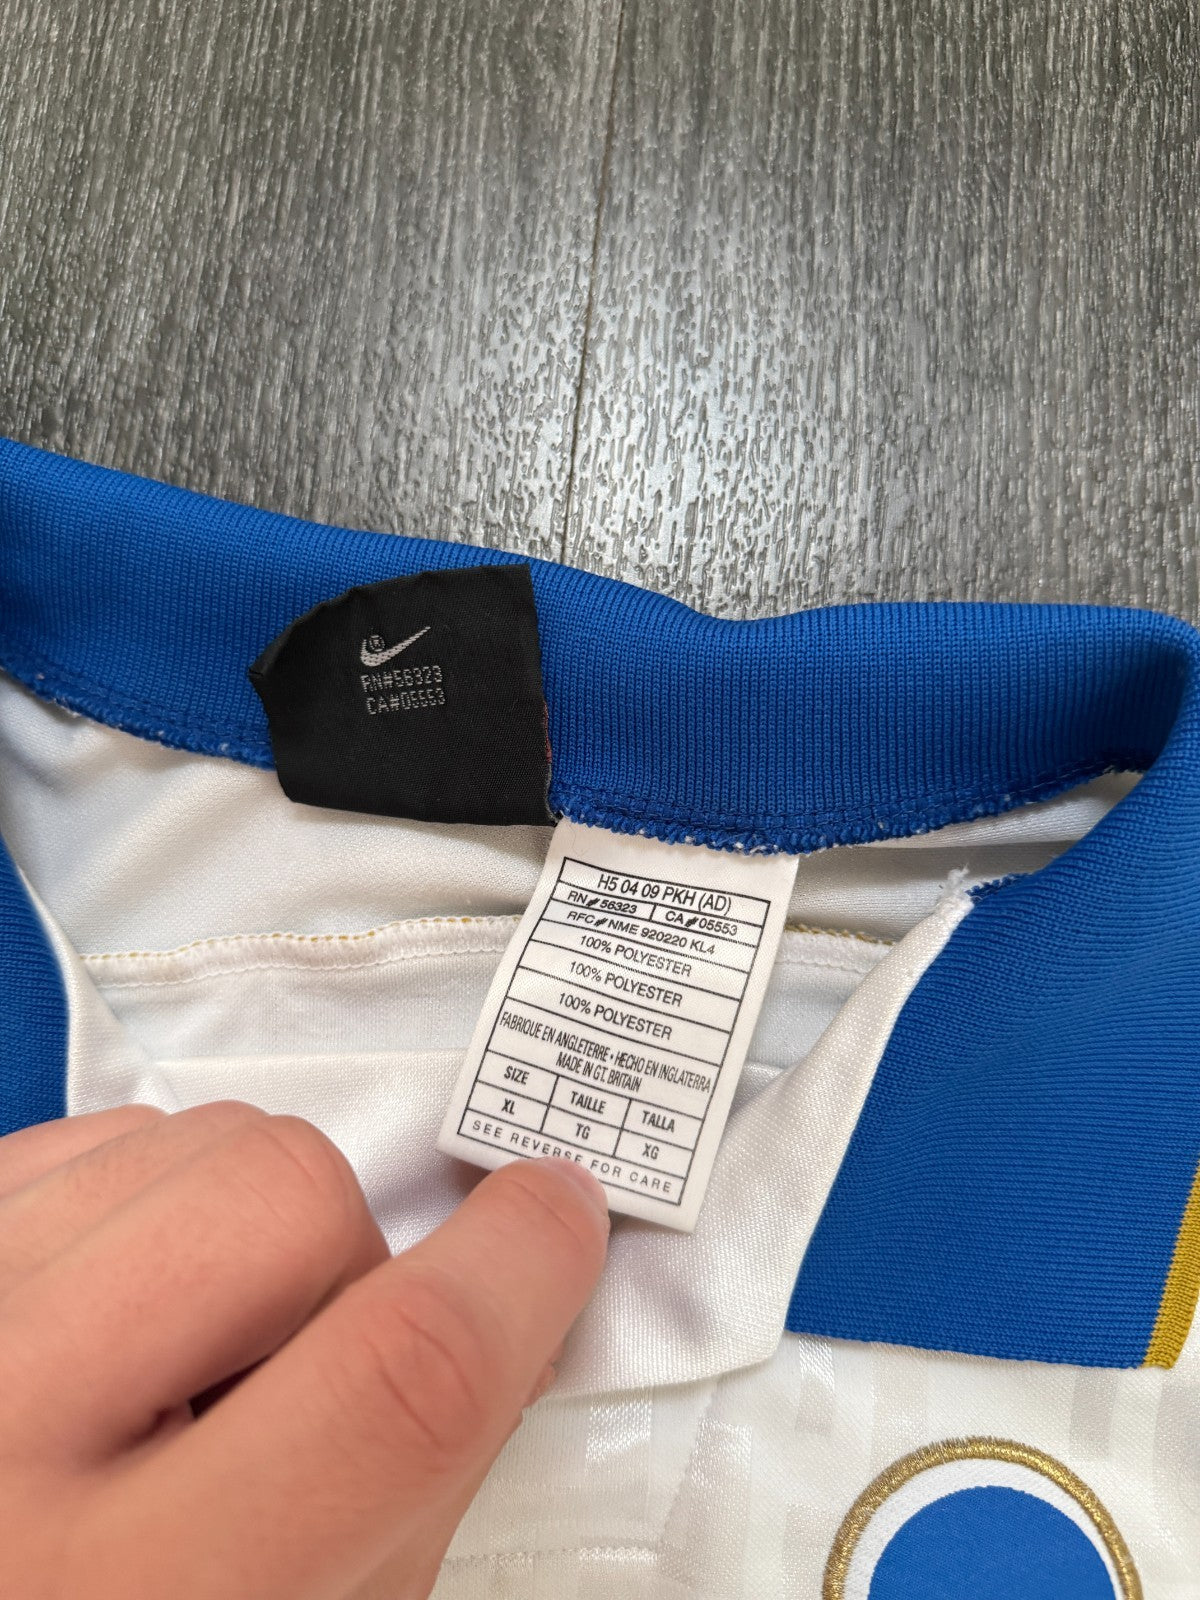 ®
RN#56323
CA#05553
H5 04 09 PKH (AD)
RN#56323 CA#05553
RFC#NME 920220 KL4
100% POLYESTER
100% POLYESTER
100% POLYESTER
FABRIQUE EN ANGLETERRE • HECHO EN INGLATERRA
MADE IN GT. BRITAIN
SIZE TAILLE TALLA
XL TG XG
SEE REVERSE FOR CARE